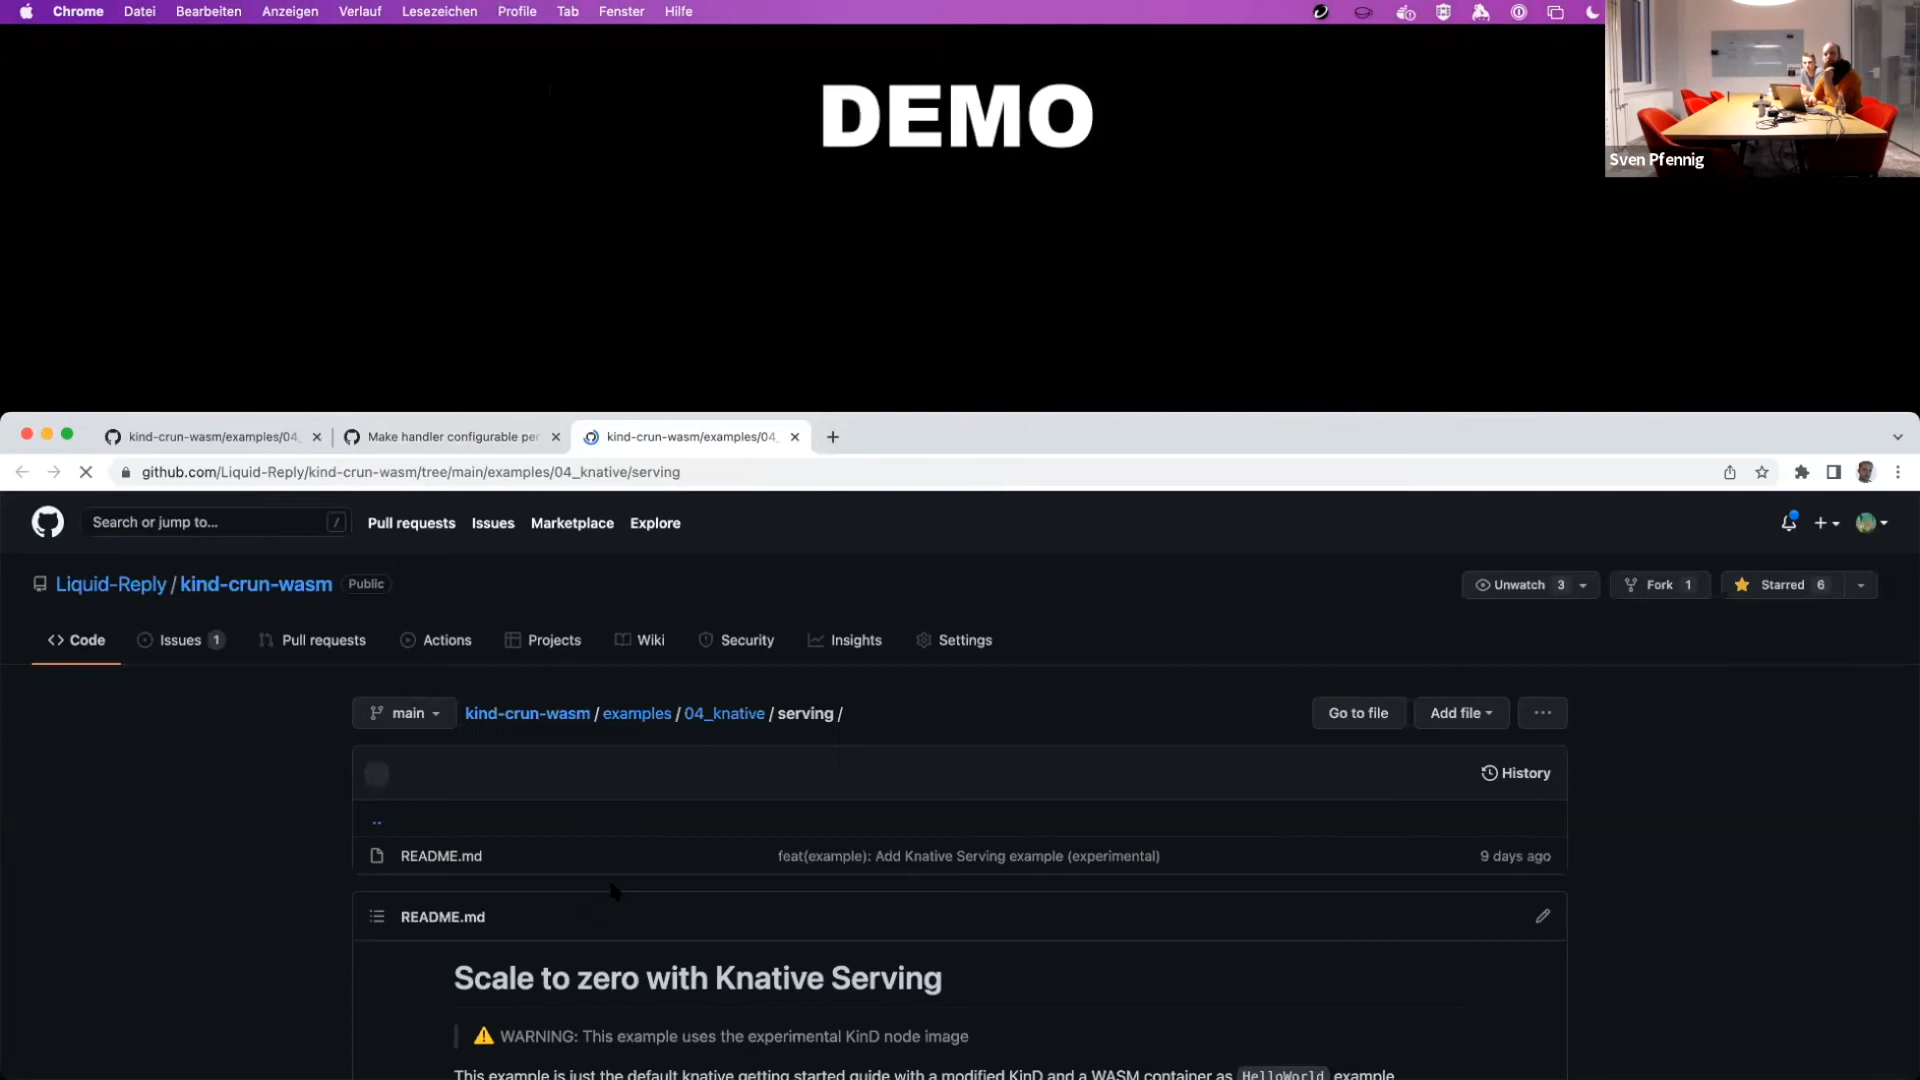 Chrome Datei Bearbeiten Anzeigen Verlauf Lesezeichen Profile Tab Fenster Hilfe
DEMO
Sven Pfennig
kind-crun-wasm/examples/04_
Make handler configurable per
kind-crun-wasm/examples/04_
github.com/Liquid-Reply/kind-crun-wasm/tree/main/examples/04_knative/serving
Search or jump to... / Pull requests Issues Marketplace Explore
Liquid-Reply / kind-crun-wasm Public Unwatch 3 Fork 1 Starred 6
<> Code Issues 1 Pull requests Actions Projects Wiki Security Insights Settings
main kind-crun-wasm / examples / 04_knative / serving / Go to file Add file ...
History
..
README.md feat(example): Add Knative Serving example (experimental) 9 days ago
README.md
Scale to zero with Knative Serving
WARNING: This example uses the experimental KinD node image
This example is just the default knative getting started guide with a modified KinD and a WASM container as HelloWorld example